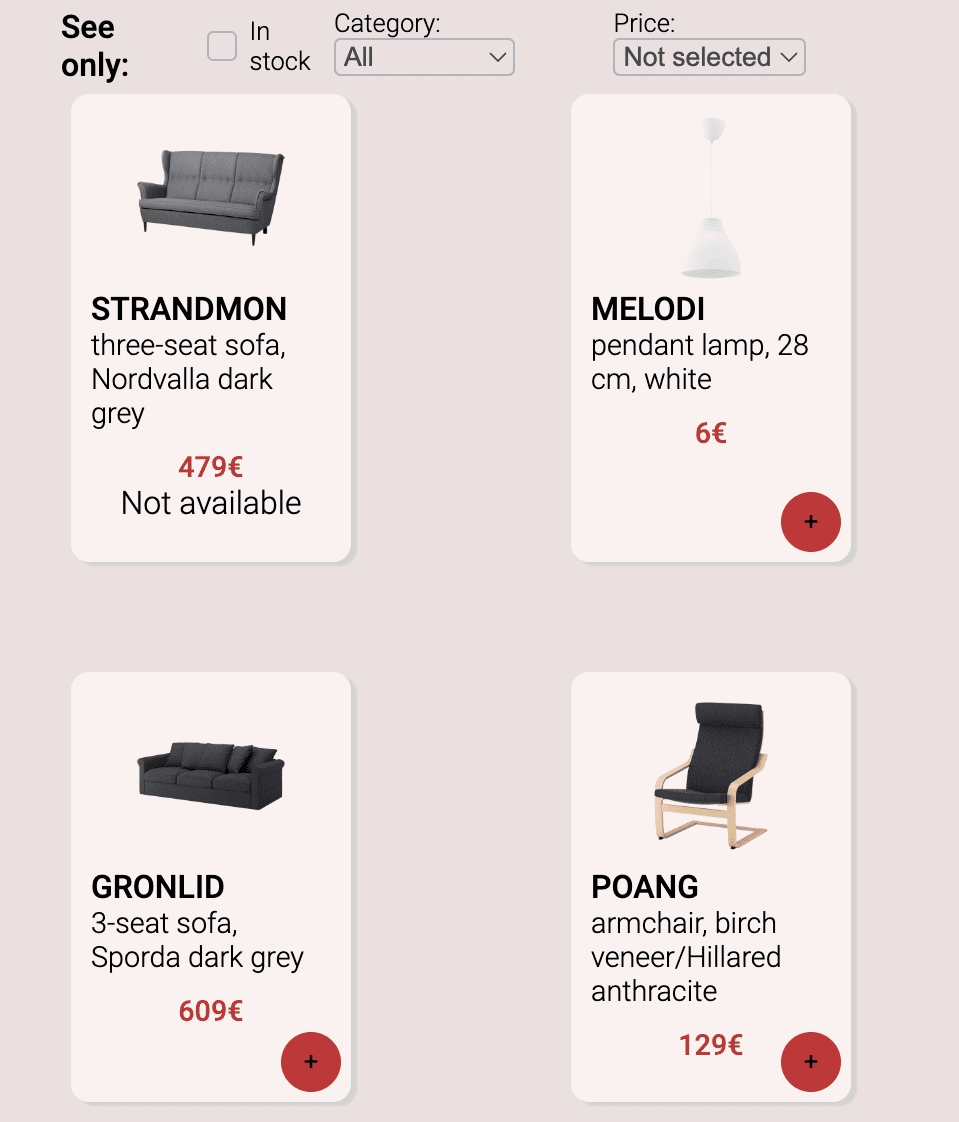 See
only:
In
stock
Category:
All
Price:
Not selected
STRANDMON
three-seat sofa,
Nordvalla dark
grey
479€
Not available
MELODI
pendant lamp, 28
cm, white
6€
+
GRONLID
3-seat sofa,
Sporda dark grey
609€
+
POANG
armchair, birch
veneer/Hillared
anthracite
129€
+